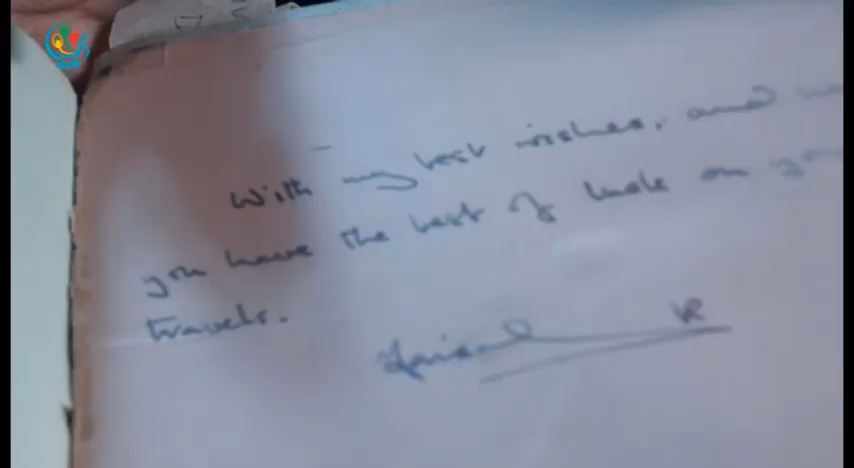 With my best wishes, and
you have the best of luck on
travels.